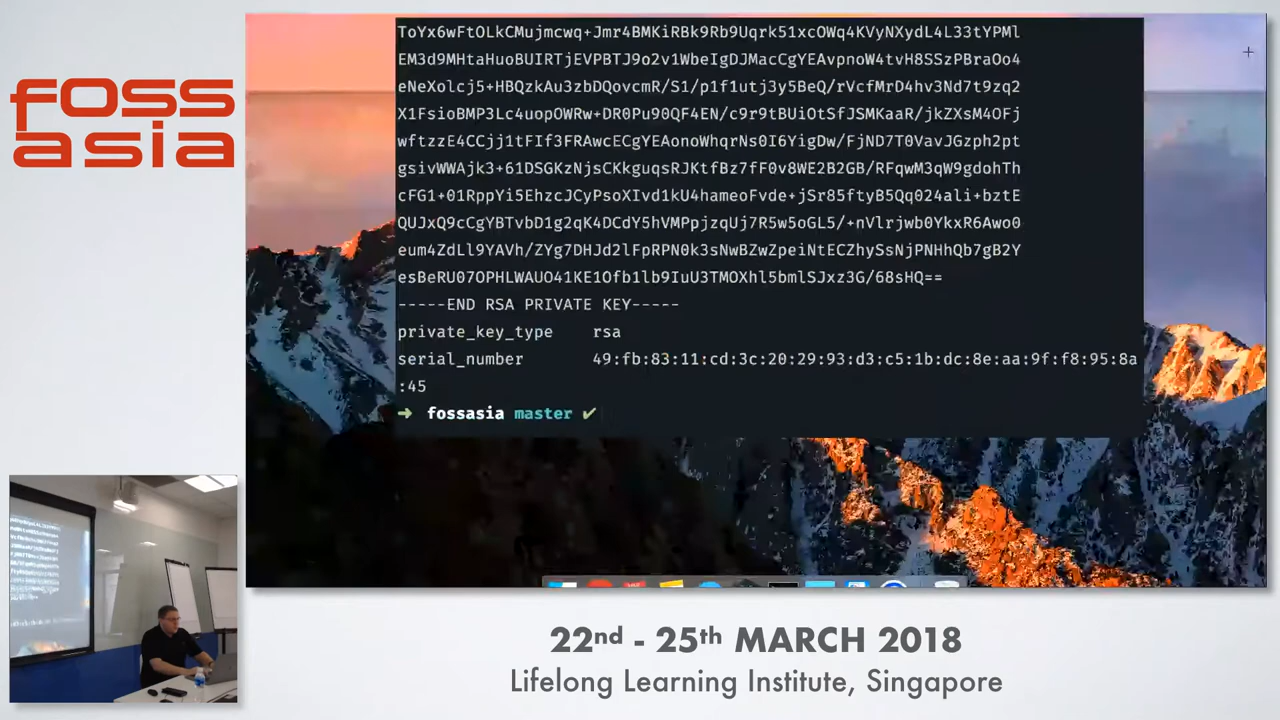 foss
asia
ToYx6wFtOLkCMujmcwq+Jmr4BMKiRBk9Rb9Uqrk51xcOWq4KVyNXydL4L33tYPMl
EM3d9MHtaHuoBUIRTjEVPBTJ9o2v1WbeIgDJMacCgYEAvpnoW4tvH8SSzPBraOo4
eNeXolcj5+HBQzkAu3zbDQovcmR/S1/p1f1utj3y5BeQ/rVcfMrD4hv3Nd7t9zq2
X1FsioBMP3Lc4uopOWRw+DR0Pu90QF4EN/c9r9tBUiOtSfJSMKaaR/jkZXsM4OFj
wftzzE4CCjj1tFIf3FRAwcECgYEAonoWhqrNs0I6YigDw/FjND7T0VavJGzph2pt
gsivWWAjk3+61DSGKzNjsCKkguqsRJKtfBz7fF0v8WE2B2GB/RFqwM3qW9gdohTh
cFG1+01RppYi5EhzcJCyPsoXIvd1kU4hameoFvde+jSr85ftyB5Qq024ali+bztE
QUJxQ9cCgYBTvbD1g2qK4DCdY5hVMPpjzqUj7R5w5oGL5/+nVlrjwb0YkxR6Awo0
eum4ZdLl9YAVh/ZYg7DHJd2lFpRPN0k3sNwBZwZpeiNtECZhySsNjPNHhQb7gB2Y
esBeRU07OPHLWAUO41KE1Ofb1lb9IuU3TMOXhl5bmlSJxz3G/68sHQ==
-----END RSA PRIVATE KEY-----
private_key_type rsa
serial_number 49:fb:83:11:cd:3c:20:29:93:d3:c5:1b:dc:8e:aa:9f:f8:95:8a
:45
➜ fossasia master ✔
22nd - 25th MARCH 2018
Lifelong Learning Institute, Singapore